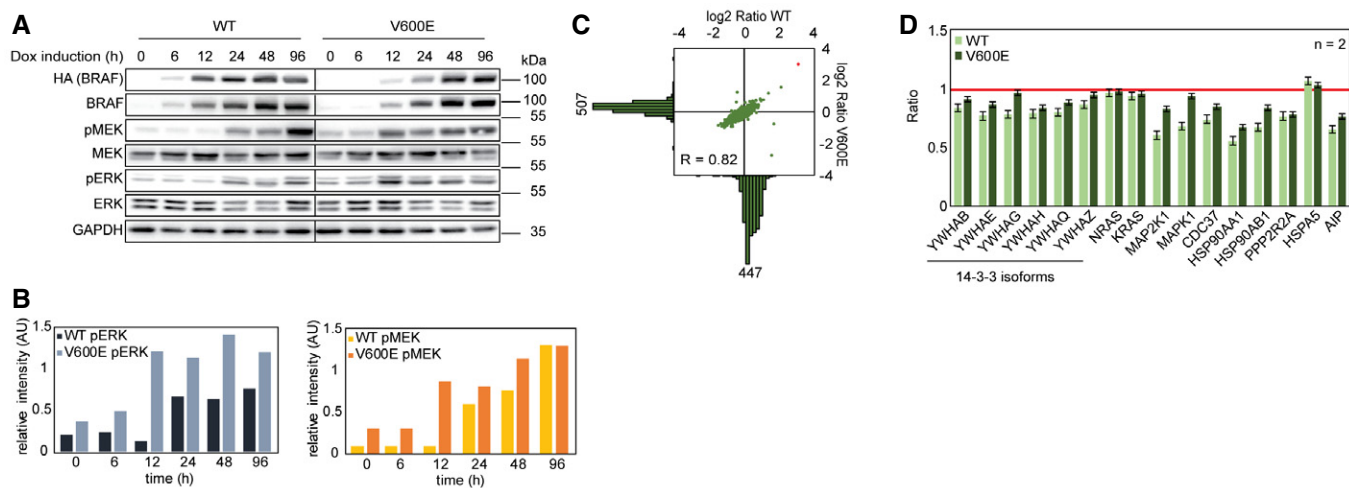 A
WT V600E
Dox induction (h) 0 6 12 24 48 96 0 6 12 24 48 96 kDa
HA (BRAF) 100
BRAF 100
55
pMEK 55
MEK 55
pERK 55
ERK
GAPDH 35
B
relative intensity (AU)
1.5
1
0.5
0
WT pERK
V600E pERK
0 6 12 24 48 96
time (h)
relative intensity (AU)
1.5
1
0.5
0
WT pMEK
V600E pMEK
0 6 12 24 48 96
time (h)
C
log2 Ratio WT
-4 -2 0 2 4
4
2
0
-2
-4
log2 Ratio V600E
507
R = 0.82
447
D
1.5
1
0.5
0
Ratio
WT
V600E
n = 2
YWHAB
YWHAE
YWHAG
YWHAH
YWHAQ
YWHAZ
NRAS
KRAS
MAP2K1
MAPK1
CDC37
HSP90AA1
HSP90AB1
PPP2R2A
HSPA5
AIP
14-3-3 isoforms